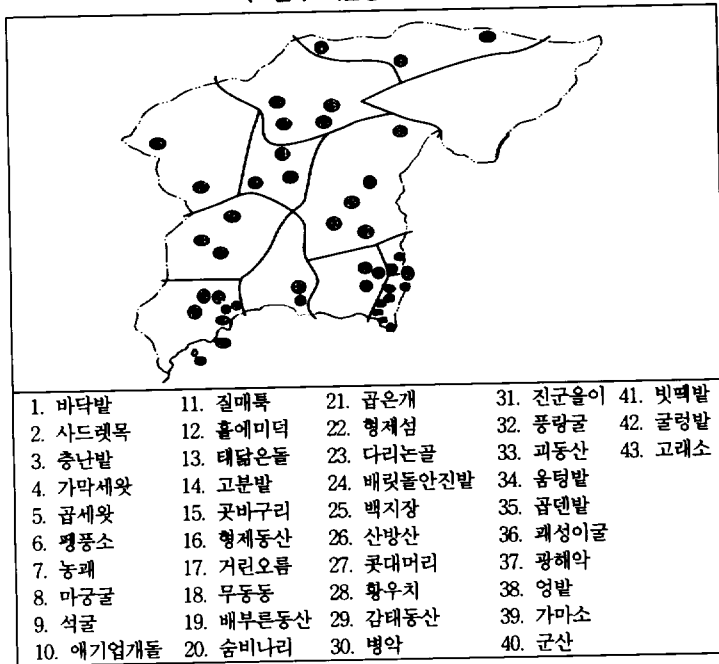 1. 바닥밭 11. 질매특 21. 곱은개 31. 진군을이 41. 빗떼밭
2. 사드렛목 12. 흘에미덕 22. 형제섬 32. 풍랑굴 42. 굴렁밭
3. 충난밭 13. 태닮은돌 23. 다리논골 33. 괴동산 43. 고래소
4. 가막세왓 14. 고분밭 24. 배릿돌안진밭 34. 움텅밭
5. 곱세왓 15. 곳바구리 25. 백지장 35. 곱덴밭
6. 평풍소 16. 형제동산 26. 산방산 36. 괘성이굴
7. 농괘 17. 거린오름 27. 콧대머리 37. 광해악
8. 마궁굴 18. 무동동 28. 황우치 38. 엉밭
9. 석굴 19. 배부른동산 29. 감태동산 39. 가마소
10. 애기업개돌 20. 숨비나리 30. 병악 40. 군산